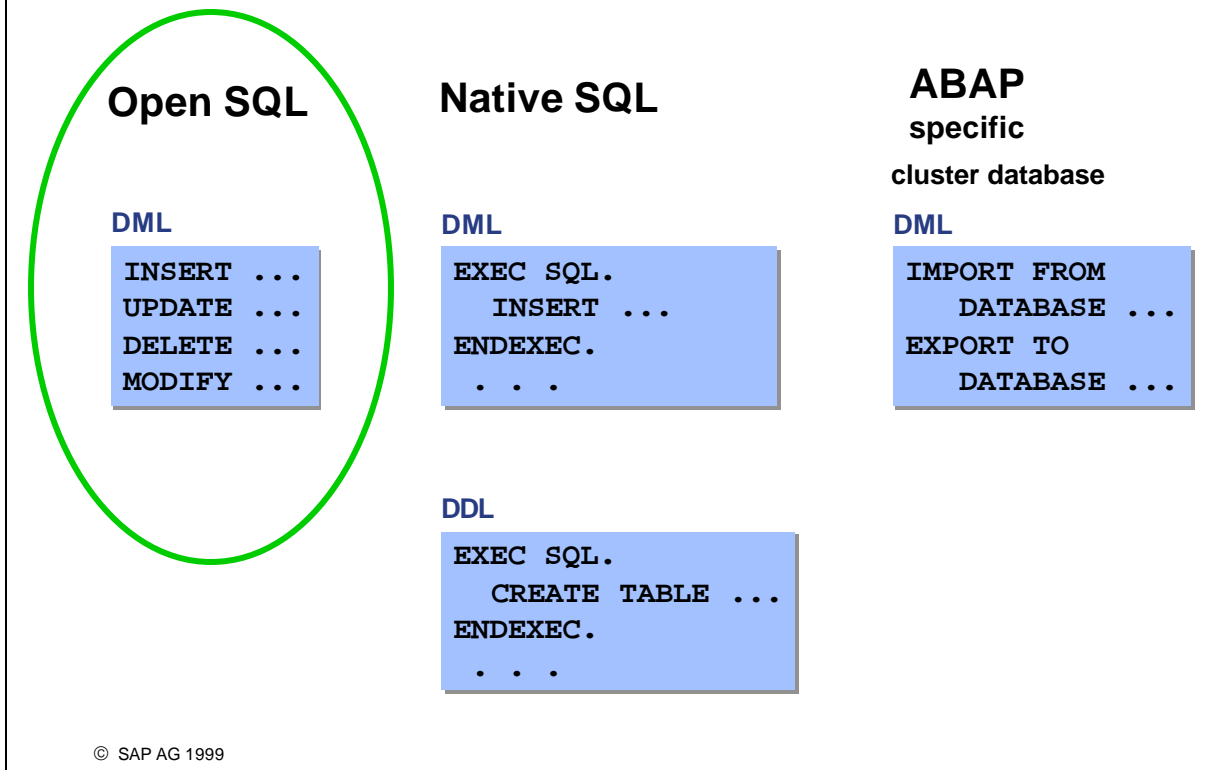 Open SQL
DML
INSERT ...
UPDATE ...
DELETE ...
MODIFY ...
Native SQL
DML
EXEC SQL.
INSERT ...
ENDEXEC.
. . .
DDL
EXEC SQL.
CREATE TABLE ...
ENDEXEC.
. . .
ABAP
specific
cluster database
DML
IMPORT FROM
DATABASE ...
EXPORT TO
DATABASE ...
© SAP AG 1999